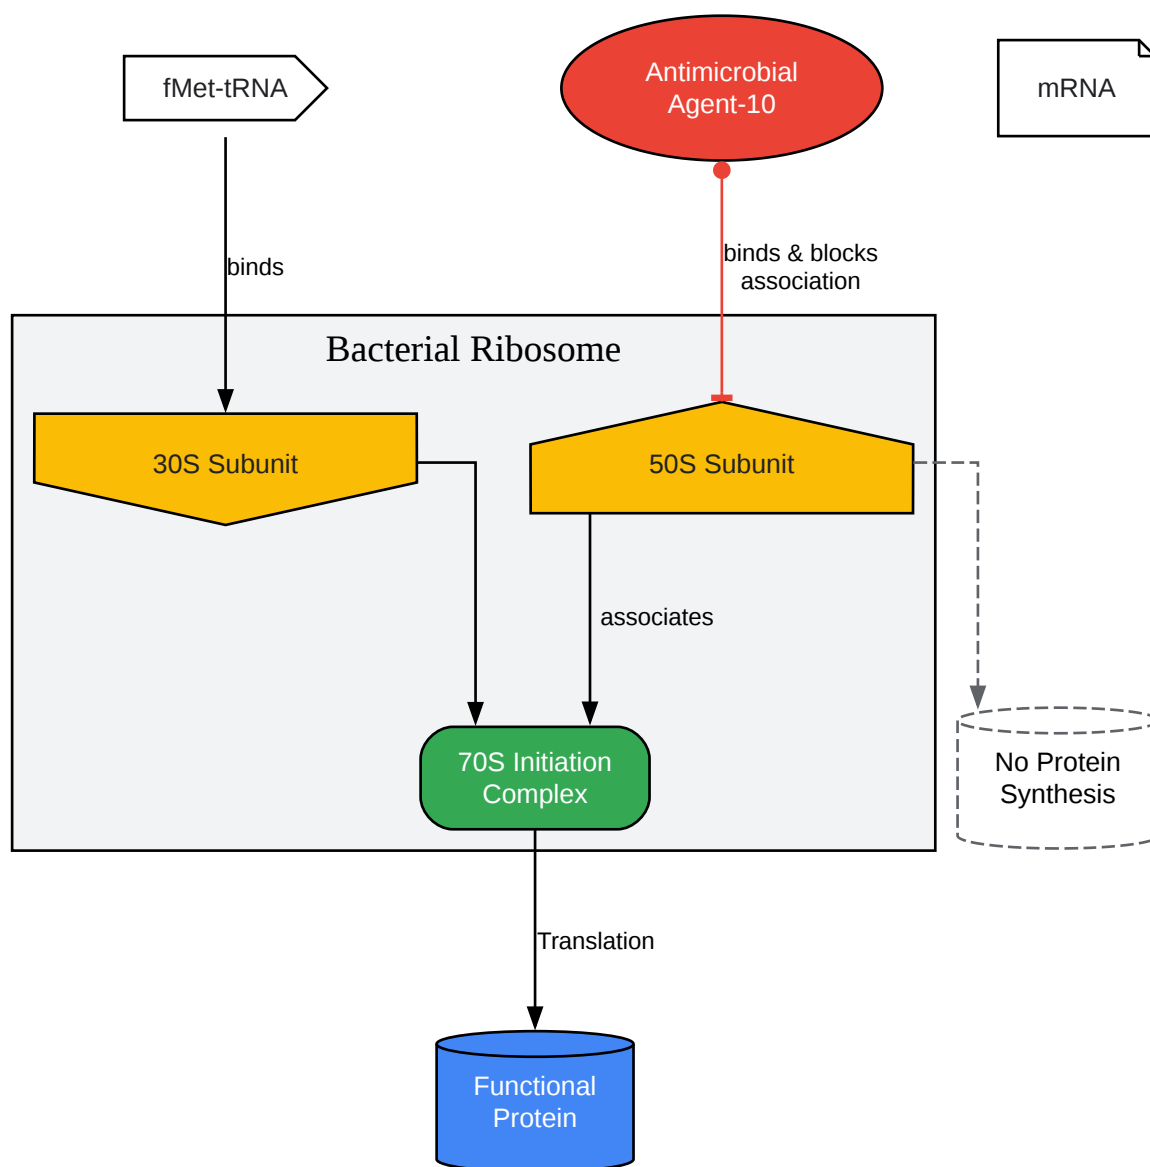 fMet-tRNA
Antimicrobial
Agent-10
mRNA
binds
binds & blocks
association
Bacterial Ribosome
30S Subunit
50S Subunit
associates
70S Initiation
Complex
No Protein
Synthesis
Translation
Functional
Protein